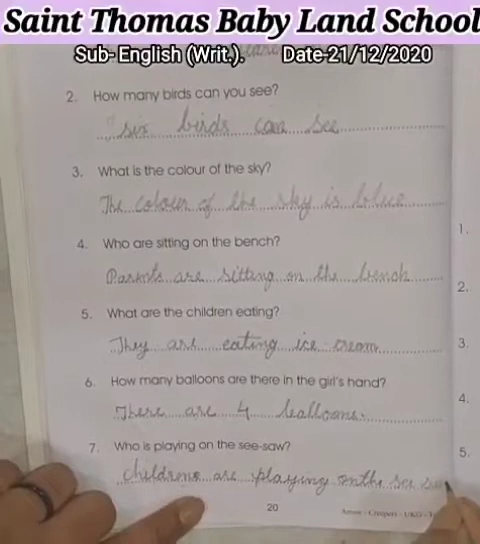 Saint Thomas Baby Land School
Sub- English (Writ.). Date-21/12/2020
2. How many birds can you see?
six birds can see
3. What is the colour of the sky?
The colour of the sky is blue
4. Who are sitting on the bench?
Parents are sitting on the bench
5. What are the children eating?
They are eating ice cream
6. How many balloons are there in the girl's hand?
There are 4 balloons.
7. Who is playing on the see-saw?
childrens are playing on the see saw
20
1.
2.
3.
4.
5.